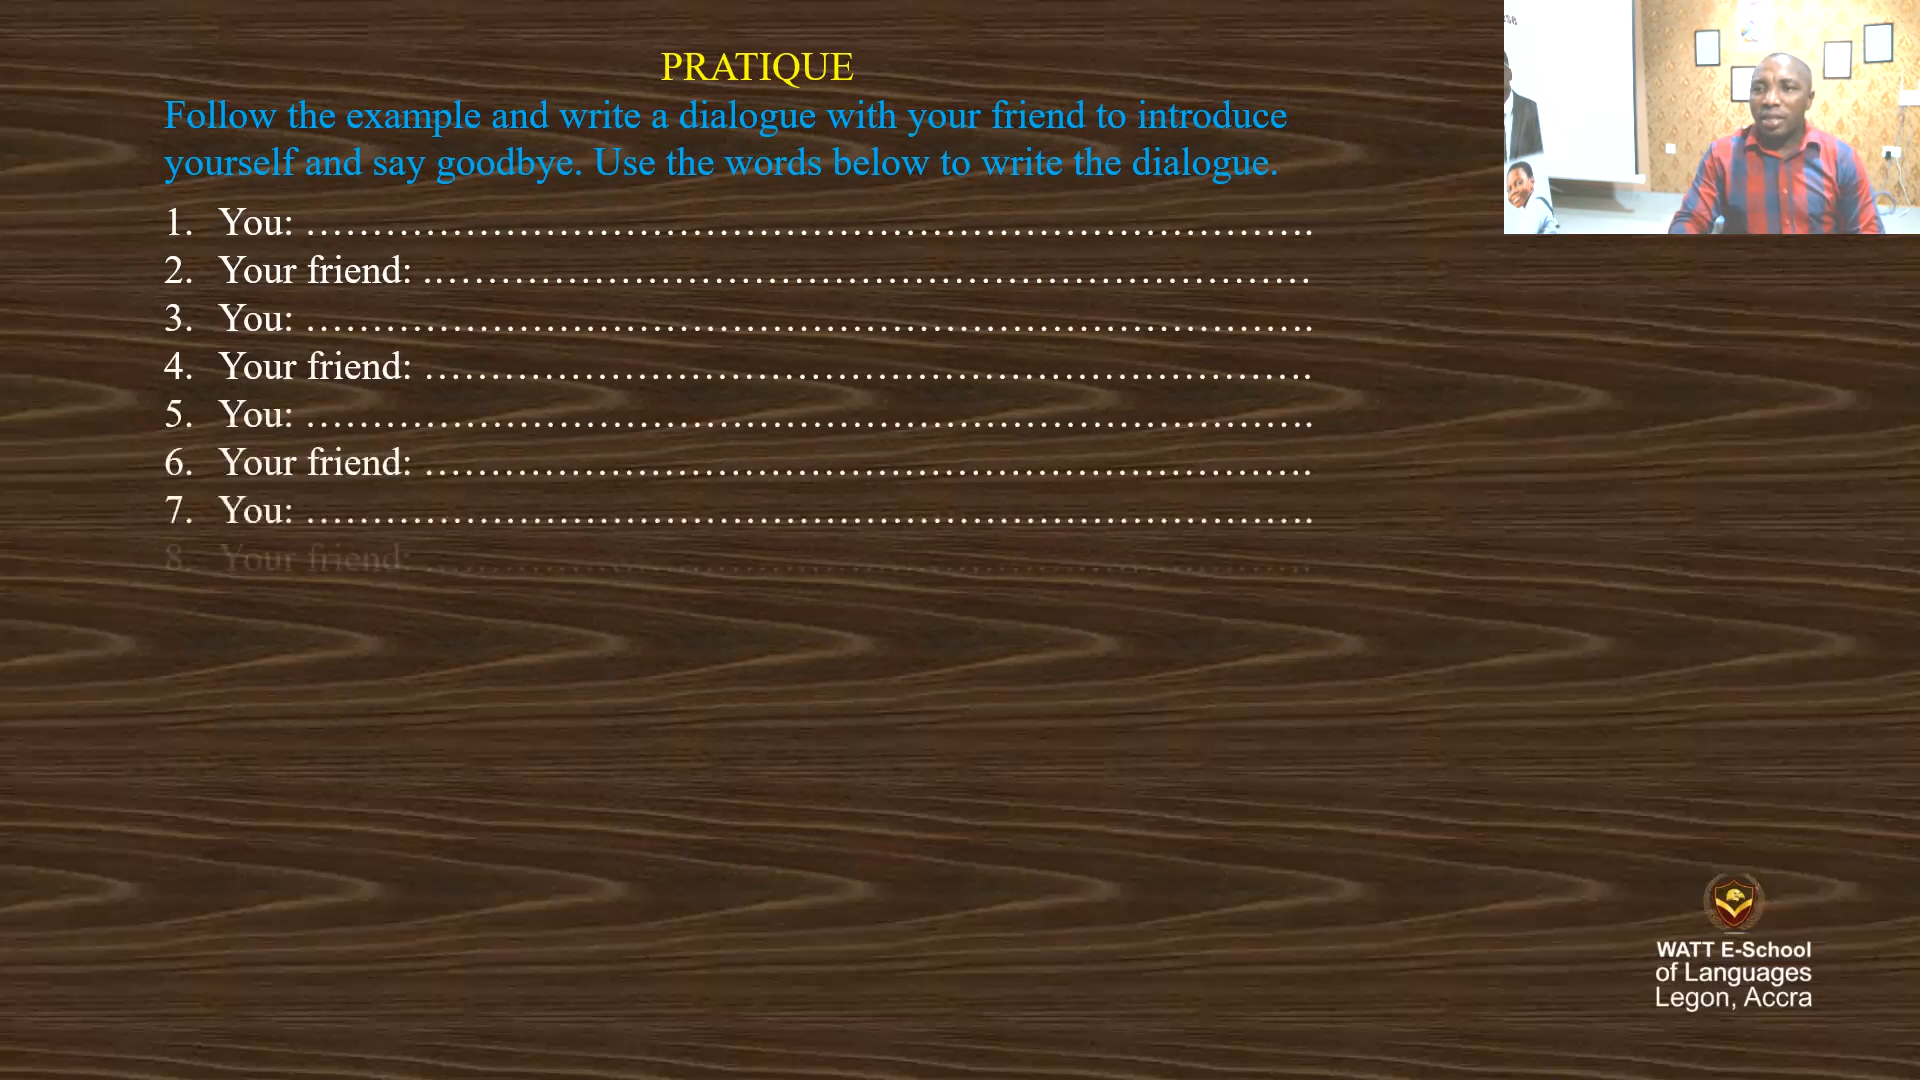 PRATIQUE
Follow the example and write a dialogue with your friend to introduce
yourself and say goodbye. Use the words below to write the dialogue.
1. You: ............................................................................
2. Your friend: ...................................................................
3. You: ............................................................................
4. Your friend: ...................................................................
5. You: ............................................................................
6. Your friend: ...................................................................
7. You: ............................................................................
8. Your friend: ...................................................................
WATT E-School
of Languages
Legon, Accra